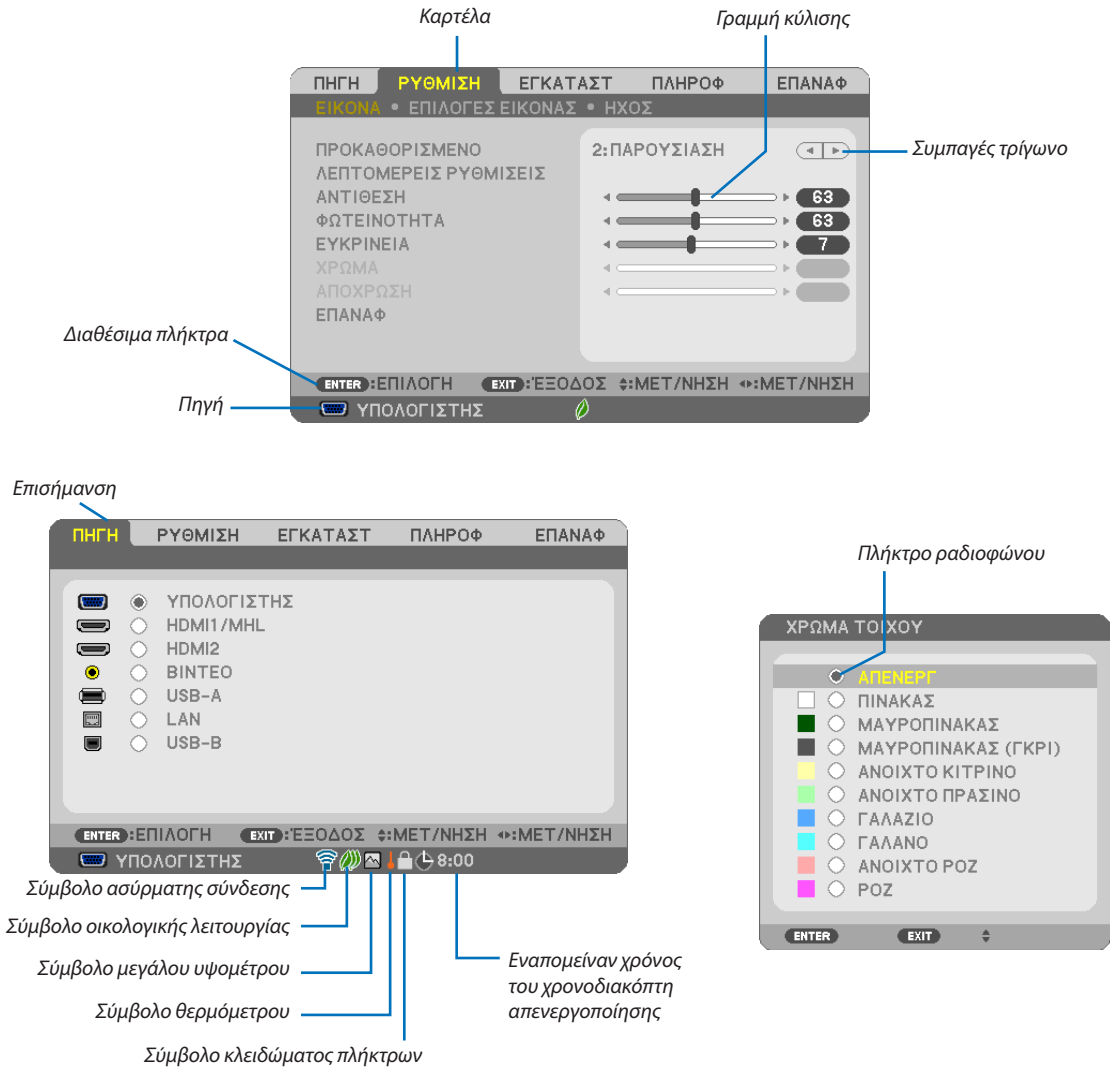 Καρτέλα
Γραμμή κύλισης
ΠΗΓΗ ΡΥΘΜΙΣΗ ΕΓΚΑΤΑΣΤ ΠΛΗΡΟΦ ΕΠΑΝΑΦ
ΕΙΚΟΝΑ • ΕΠΙΛΟΓΕΣ ΕΙΚΟΝΑΣ • ΗΧΟΣ
ΠΡΟΚΑΘΟΡΙΣΜΕΝΟ 2:ΠΑΡΟΥΣΙΑΣΗ
Συμπαγές τρίγωνο
ΛΕΠΤΟΜΕΡΕΙΣ ΡΥΘΜΙΣΕΙΣ
ΑΝΤΙΘΕΣΗ 63
ΦΩΤΕΙΝΟΤΗΤΑ 63
ΕΥΚΡΙΝΕΙΑ 7
ΧΡΩΜΑ
ΑΠΟΧΡΩΣΗ
ΕΠΑΝΑΦ
Διαθέσιμα πλήκτρα
ENTER :ΕΠΙΛΟΓΗ EXIT :ΈΞΟΔΟΣ :ΜΕΤ/ΝΗΣΗ :ΜΕΤ/ΝΗΣΗ
Πηγή
ΥΠΟΛΟΓΙΣΤΗΣ
Επισήμανση
ΠΗΓΗ ΡΥΘΜΙΣΗ ΕΓΚΑΤΑΣΤ ΠΛΗΡΟΦ ΕΠΑΝΑΦ
ΥΠΟΛΟΓΙΣΤΗΣ
HDMI1/MHL
HDMI2
ΒΙΝΤΕΟ
USB-A
LAN
USB-B
ENTER :ΕΠΙΛΟΓΗ EXIT :ΈΞΟΔΟΣ :ΜΕΤ/ΝΗΣΗ :ΜΕΤ/ΝΗΣΗ
ΥΠΟΛΟΓΙΣΤΗΣ 8:00
Σύμβολο ασύρματης σύνδεσης
Σύμβολο οικολογικής λειτουργίας
Σύμβολο μεγάλου υψομέτρου
Σύμβολο θερμόμετρου
Σύμβολο κλειδώματος πλήκτρων
Εναπομείναν χρόνος
του χρονοδιακόπτη
απενεργοποίησης
Πλήκτρο ραδιοφώνου
ΧΡΩΜΑ ΤΟΙΧΟΥ
ΑΠΕΝΕΡΓ
ΠΙΝΑΚΑΣ
ΜΑΥΡΟΠΙΝΑΚΑΣ
ΜΑΥΡΟΠΙΝΑΚΑΣ (ΓΚΡΙ)
ΑΝΟΙΧΤΟ ΚΙΤΡΙΝΟ
ΑΝΟΙΧΤΟ ΠΡΑΣΙΝΟ
ΓΑΛΑΖΙΟ
ΓΑΛΑΝΟ
ΑΝΟΙΧΤΟ ΡΟΖ
ΡΟΖ
ENTER EXIT